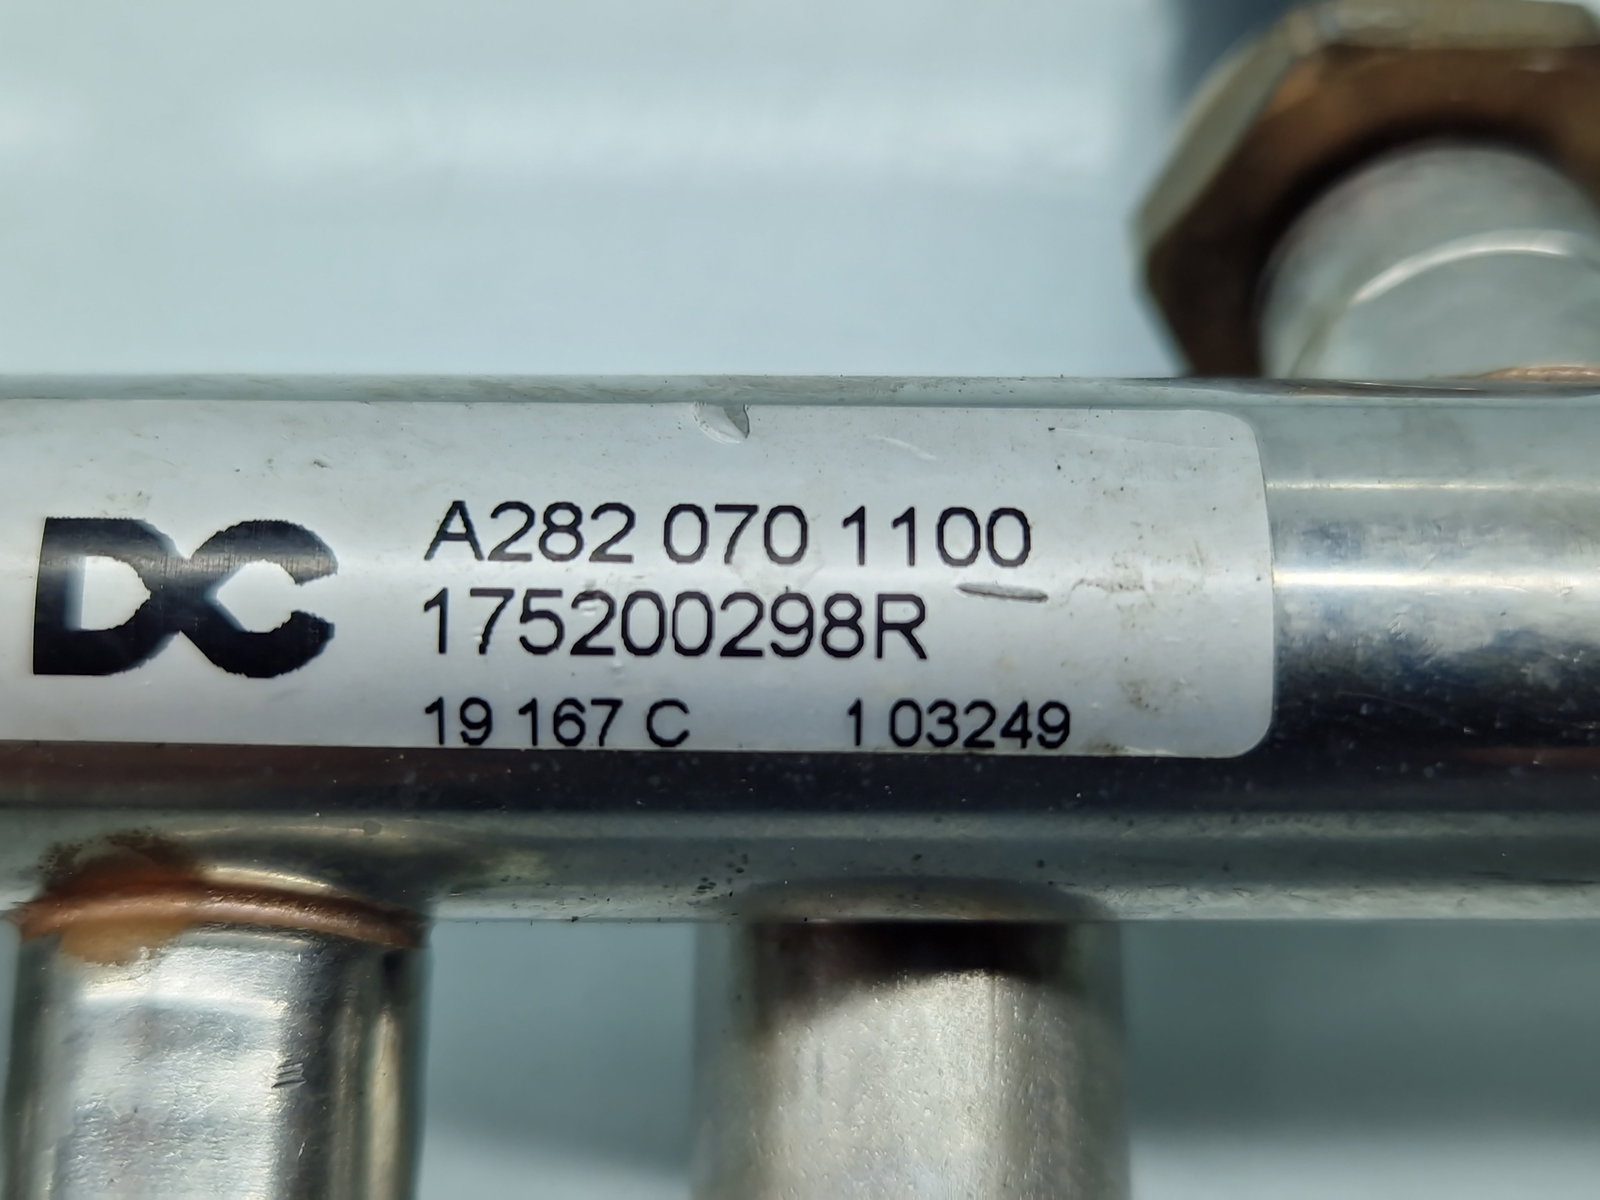 DC
A282 070 1100
175200298R
19 167 C 1 03249